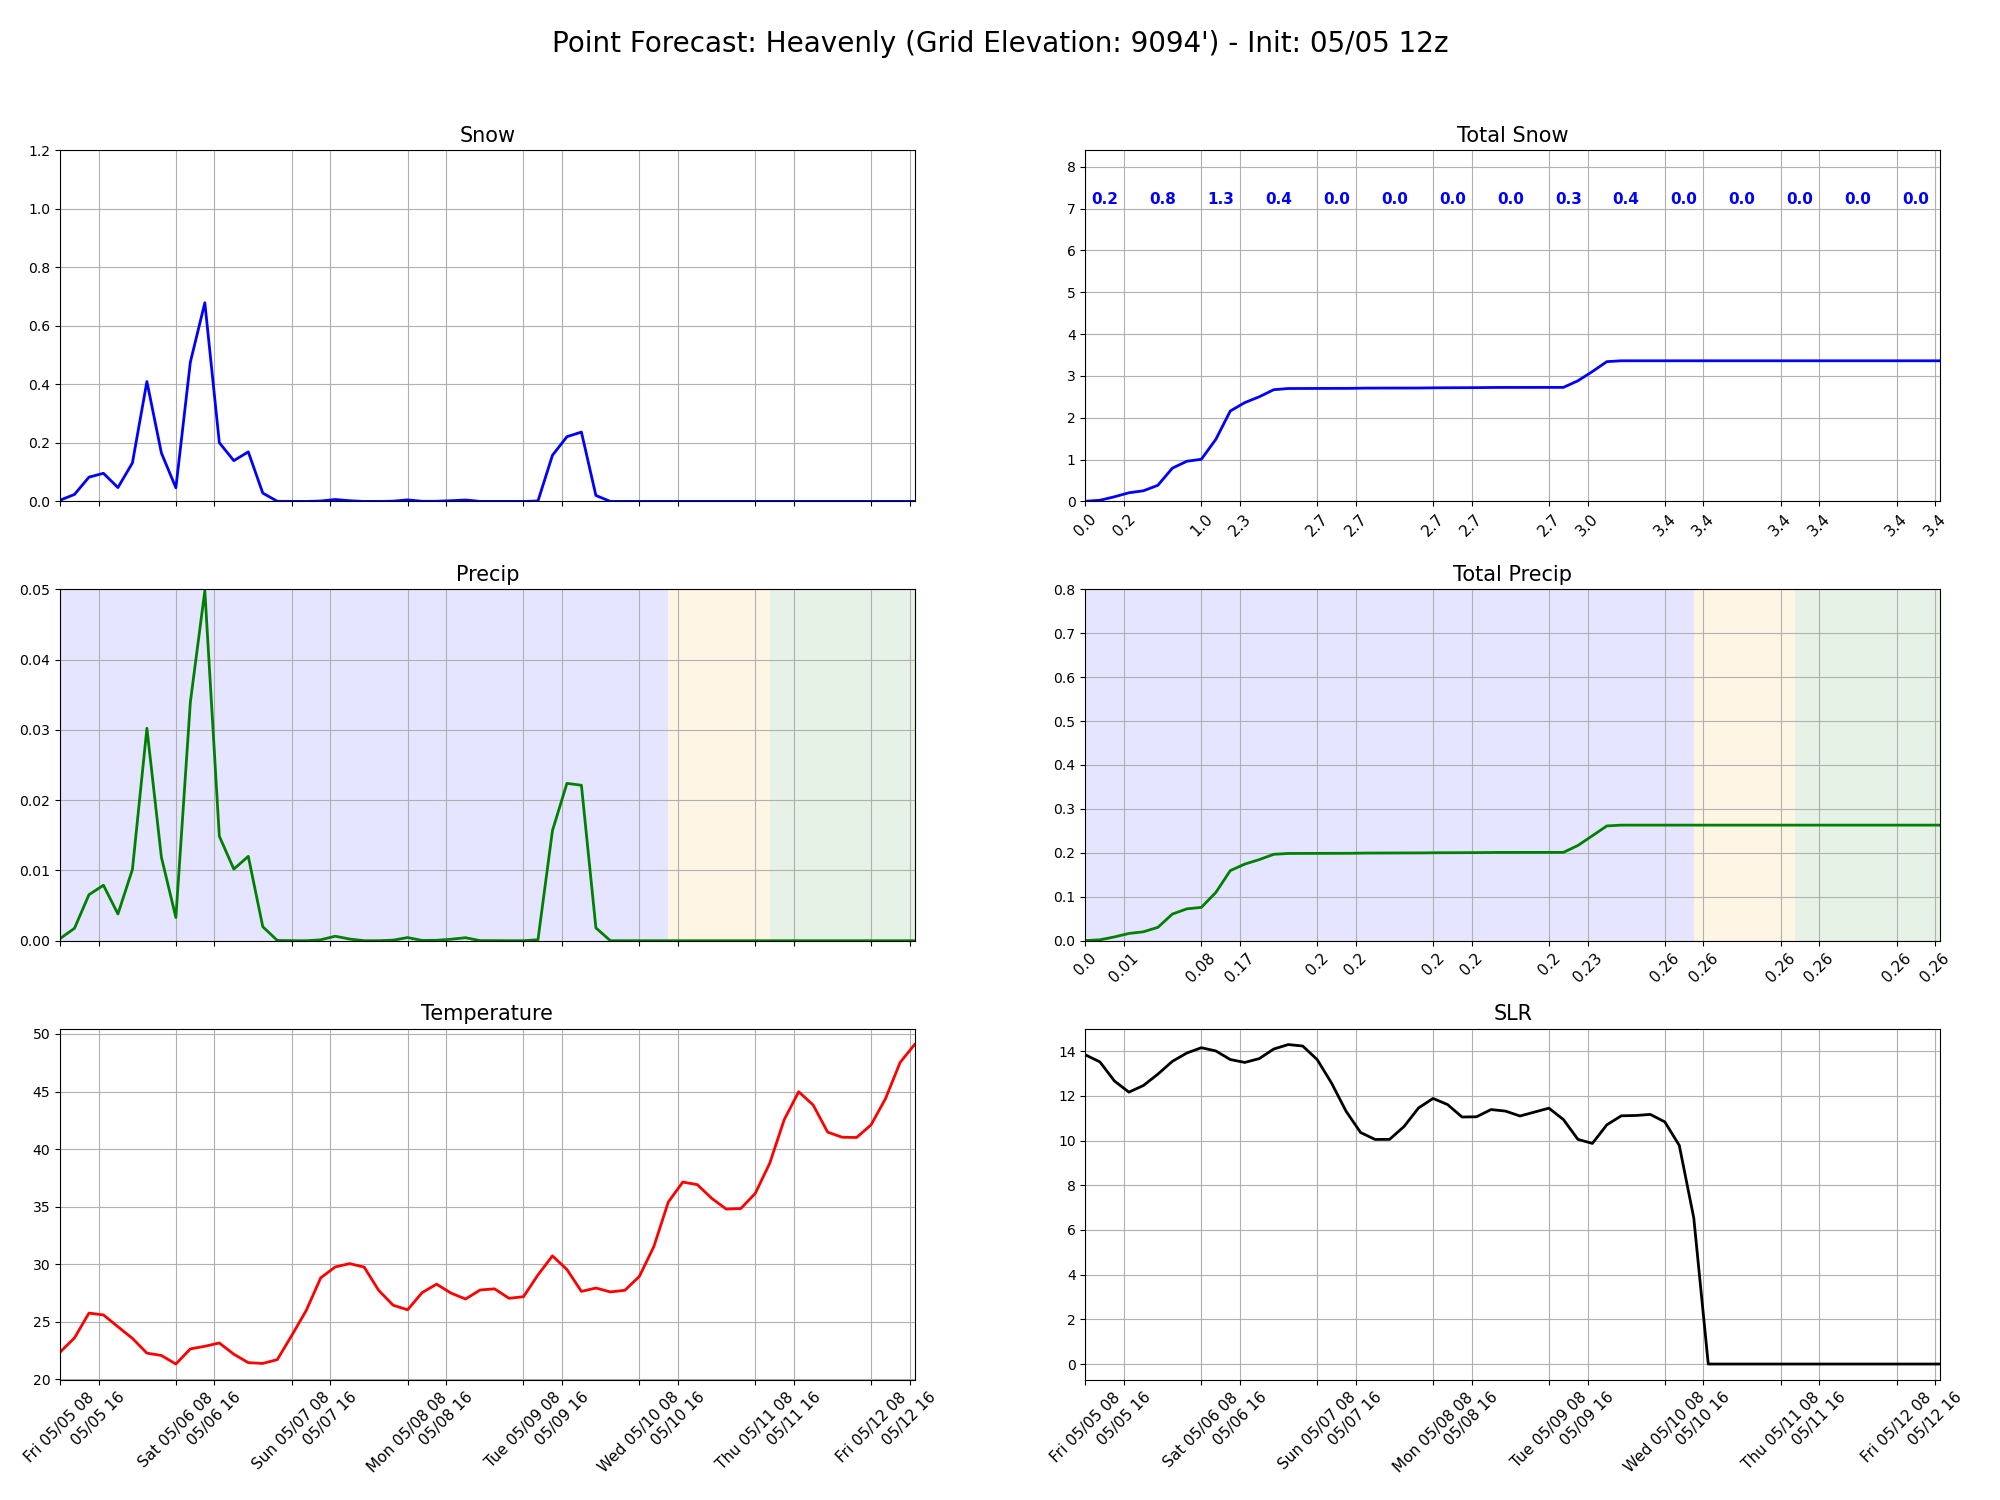 Point Forecast: Heavenly (Grid Elevation: 9094') - Init: 05/05 12z
Snow
1.2
1.0
0.8
0.6
0.4
0.2
0.0
Total Snow
8
7
6
5
4
3
2
1
0
0.2 0.8 1.3 0.4 0.0 0.0 0.0 0.0 0.3 0.4 0.0 0.0 0.0 0.0 0.0
0.0 0.2 1.0 2.3 2.7 2.7 2.7 2.7 2.7 3.0 3.4 3.4 3.4 3.4 3.4 3.4
Precip
0.05
0.04
0.03
0.02
0.01
0.00
Total Precip
0.8
0.7
0.6
0.5
0.4
0.3
0.2
0.1
0.0
0.0 0.01 0.08 0.17 0.2 0.2 0.2 0.2 0.2 0.23 0.26 0.26 0.26 0.26 0.26 0.26
Temperature
50
45
40
35
30
25
20
Fri 05/05 08
05/05 16
Sat 05/06 08
05/06 16
Sun 05/07 08
05/07 16
Mon 05/08 08
05/08 16
Tue 05/09 08
05/09 16
Wed 05/10 08
05/10 16
Thu 05/11 08
05/11 16
Fri 05/12 08
05/12 16
SLR
14
12
10
8
6
4
2
0
Fri 05/05 08
05/05 16
Sat 05/06 08
05/06 16
Sun 05/07 08
05/07 16
Mon 05/08 08
05/08 16
Tue 05/09 08
05/09 16
Wed 05/10 08
05/10 16
Thu 05/11 08
05/11 16
Fri 05/12 08
05/12 16